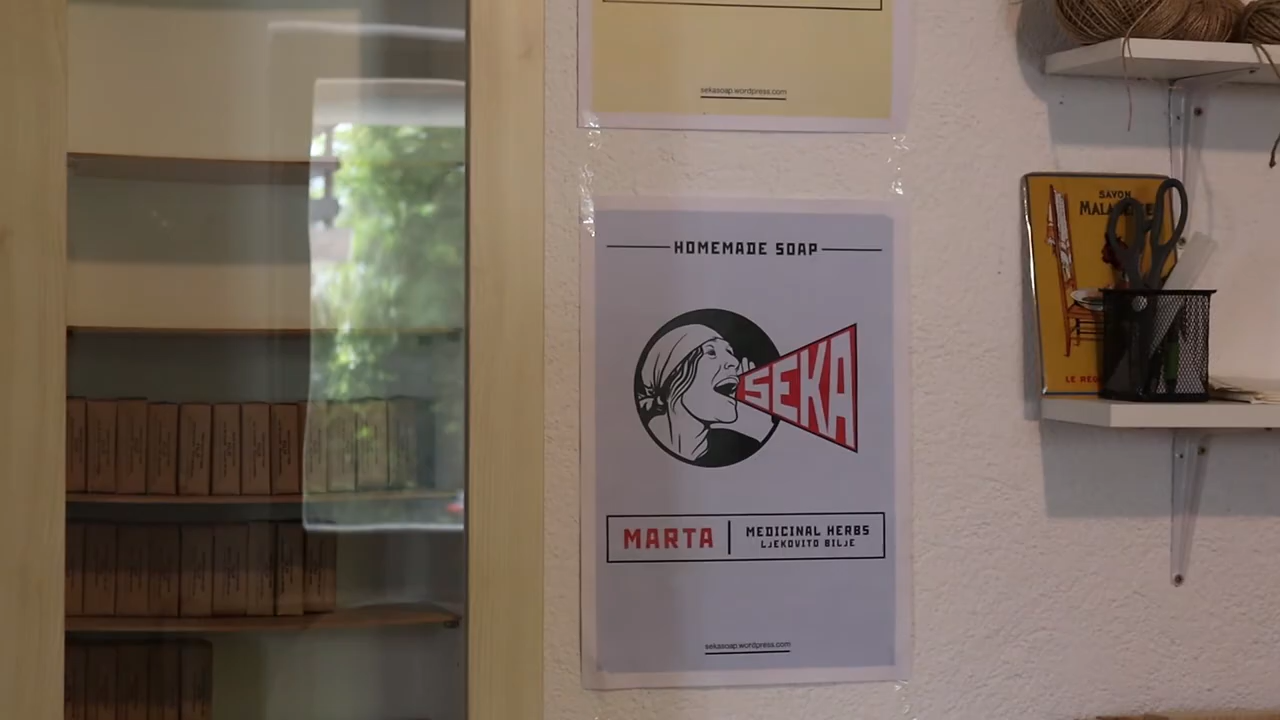 sekasoap.wordpress.com
HOMEMADE SOAP
SEKA
MARTA
MEDICINAL HERBS
LJEKOVITO BILJE
sekasoap.wordpress.com
SAVON
LE